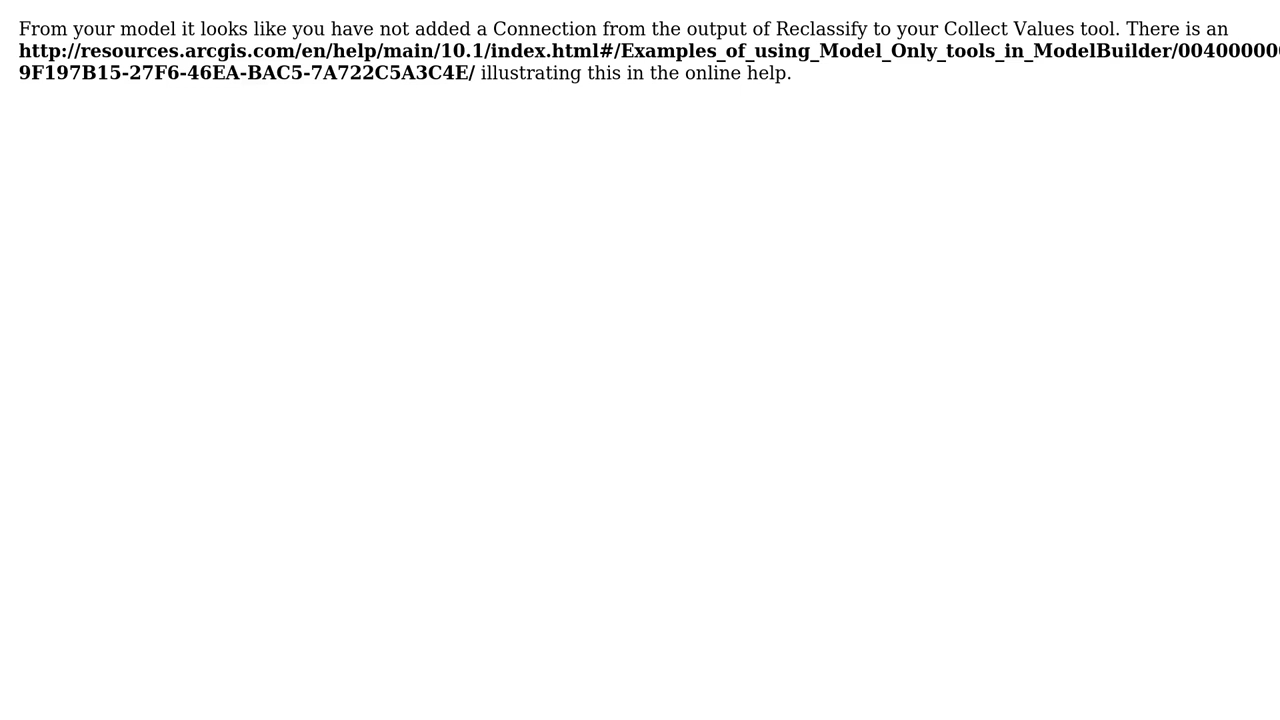 From your model it looks like you have not added a Connection from the output of Reclassify to your Collect Values tool. There is an
http://resources.arcgis.com/en/help/main/10.1/index.html#/Examples_of_using_Model_Only_tools_in_ModelBuilder/00400000
9F197B15-27F6-46EA-BAC5-7A722C5A3C4E/ illustrating this in the online help.